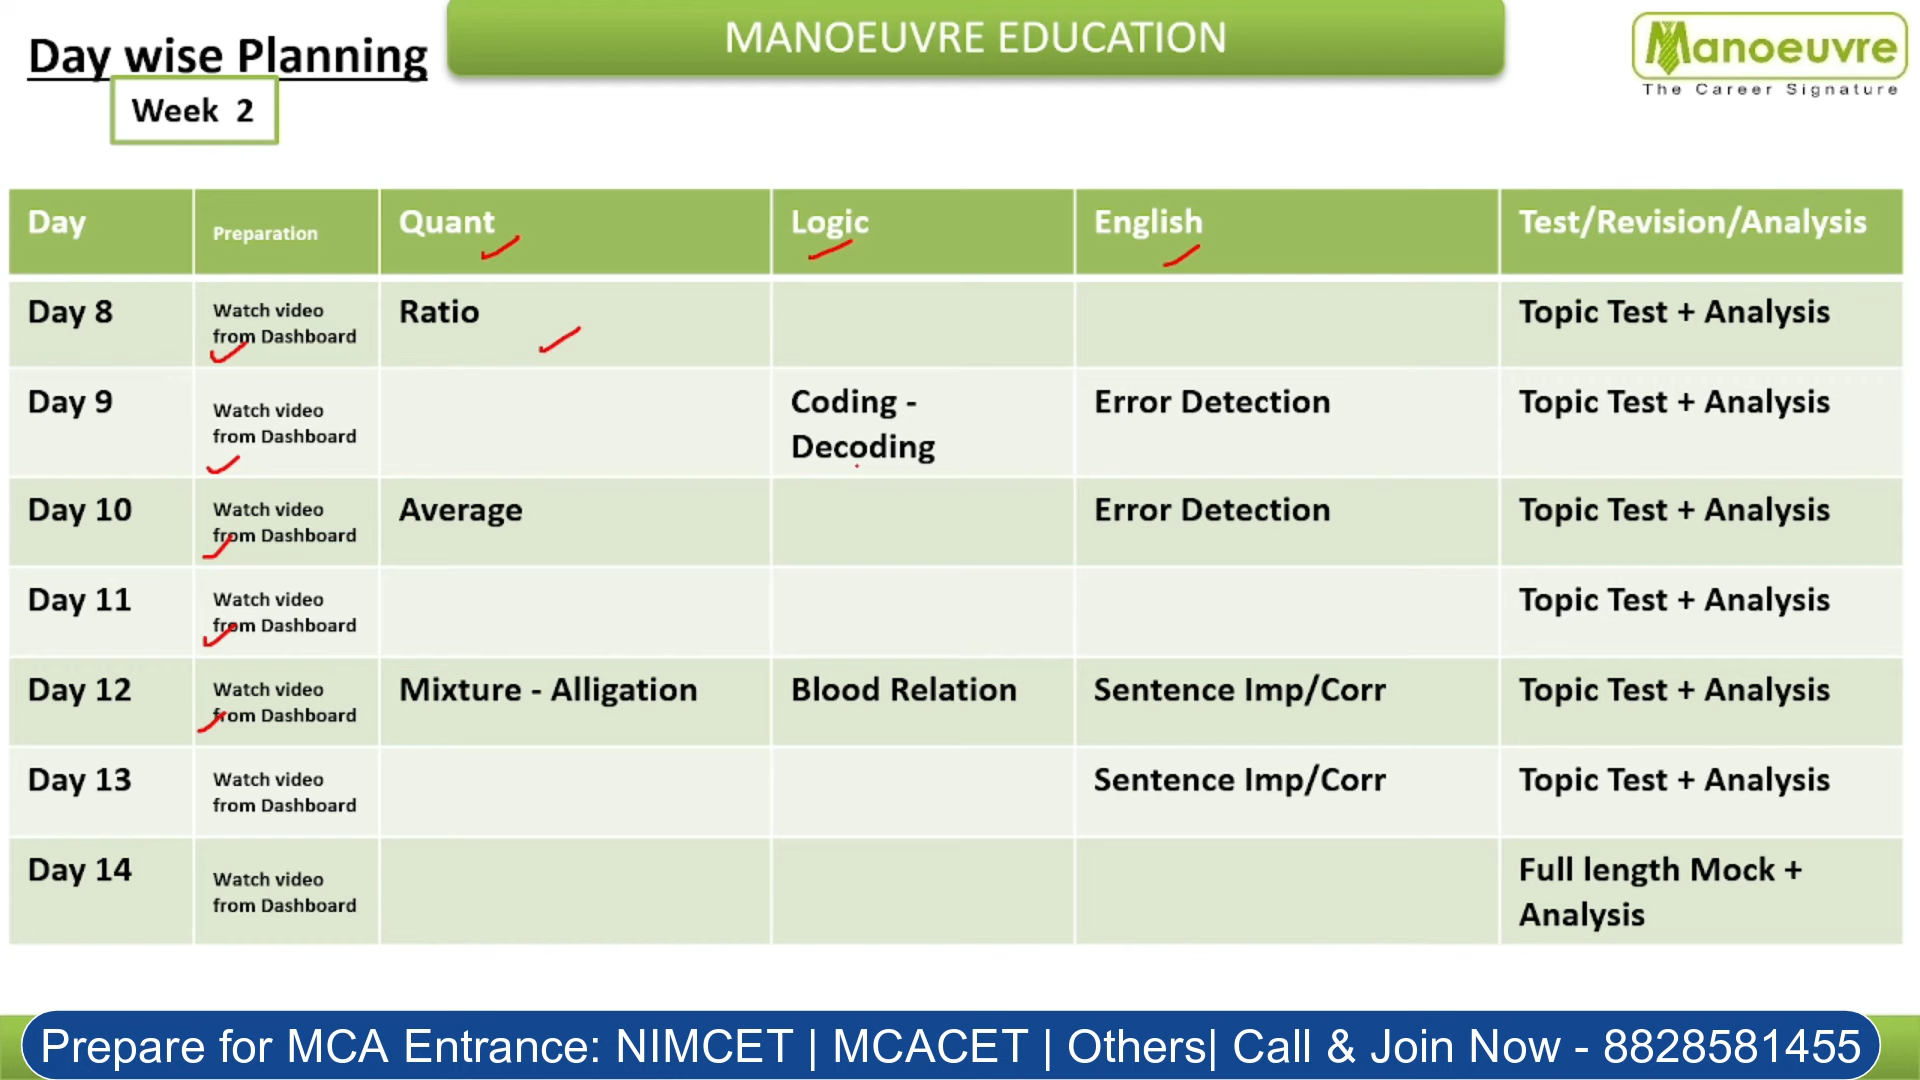 Day wise Planning
MANOEUVRE EDUCATION
Manoeuvre
The Career Signature
Week 2
Day Preparation Quant Logic English Test/Revision/Analysis
Day 8 Watch video Ratio Topic Test + Analysis
from Dashboard
Day 9 Watch video Coding - Error Detection Topic Test + Analysis
from Dashboard Decoding
Day 10 Watch video Average Error Detection Topic Test + Analysis
from Dashboard
Day 11 Watch video Topic Test + Analysis
from Dashboard
Day 12 Watch video Mixture - Alligation Blood Relation Sentence Imp/Corr Topic Test + Analysis
from Dashboard
Day 13 Watch video Sentence Imp/Corr Topic Test + Analysis
from Dashboard
Day 14 Watch video Full length Mock +
from Dashboard Analysis
Prepare for MCA Entrance: NIMCET | MCACET | Others| Call & Join Now - 8828581455